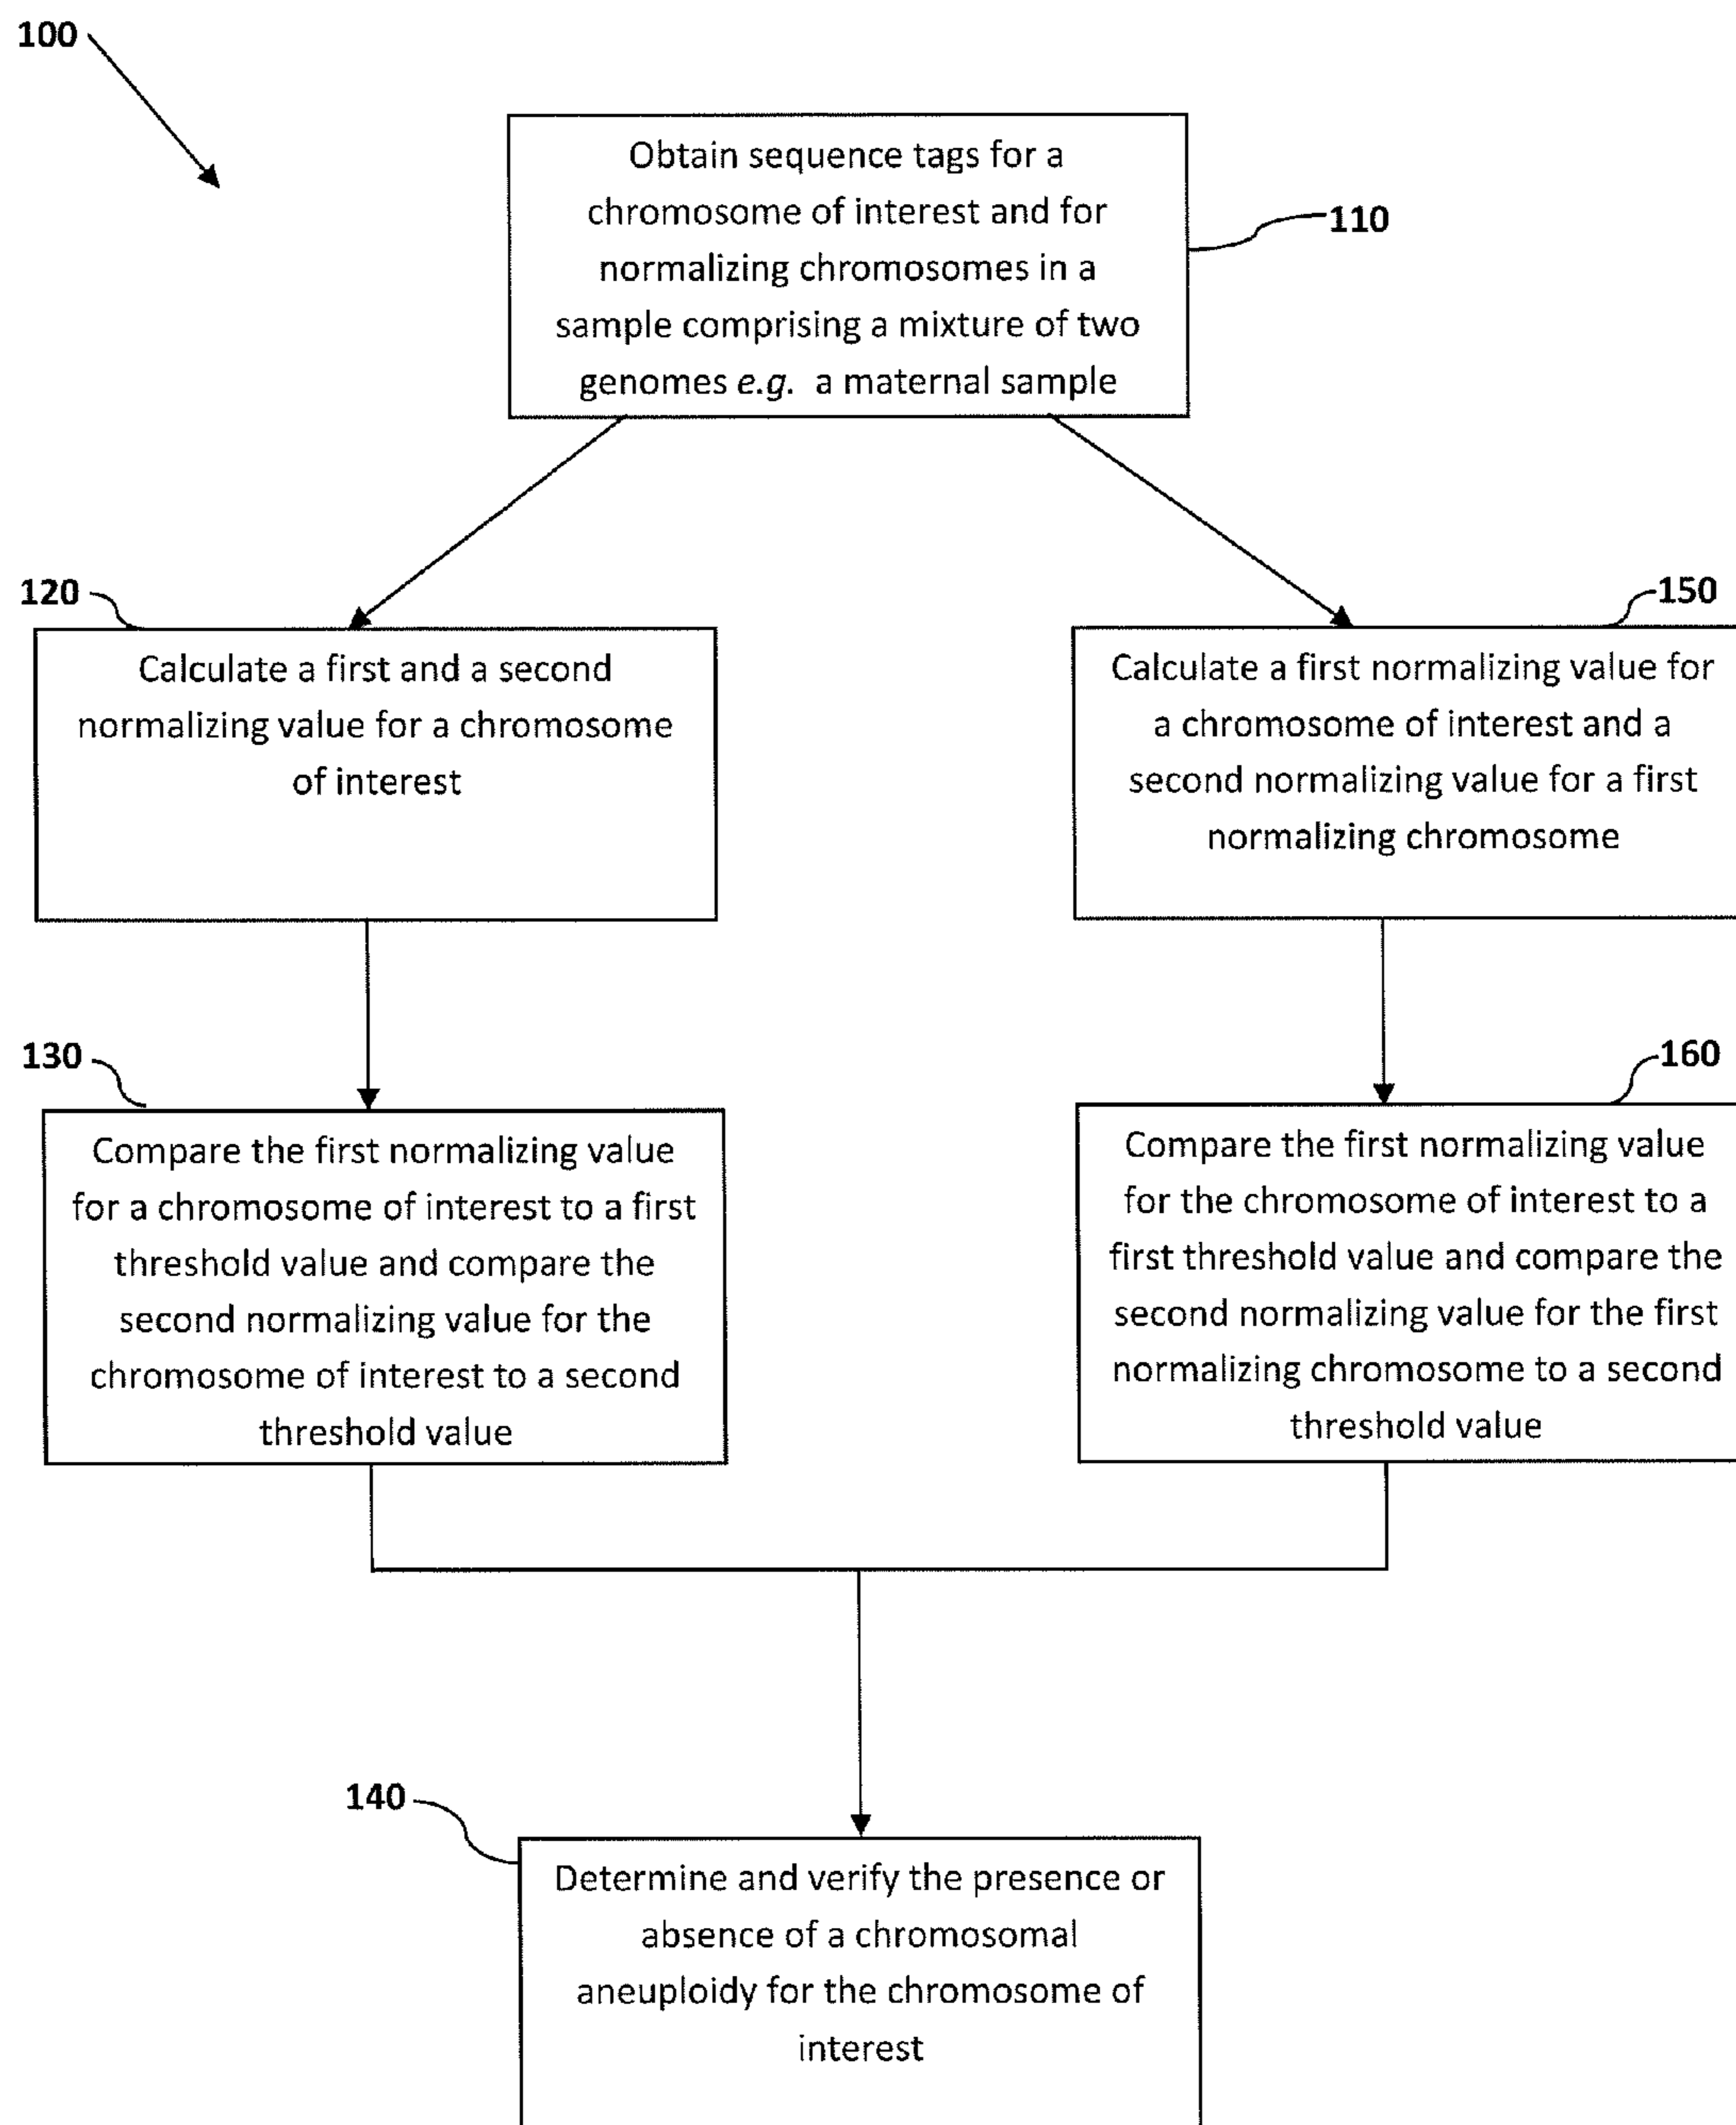 100
Obtain sequence tags for a
chromosome of interest and for
normalizing chromosomes in a
sample comprising a mixture of two
genomes e.g. a maternal sample
110
120
Calculate a first and a second
normalizing value for a chromosome
of interest
150
Calculate a first normalizing value for
a chromosome of interest and a
second normalizing value for a first
normalizing chromosome
130
Compare the first normalizing value
for a chromosome of interest to a first
threshold value and compare the
second normalizing value for the
chromosome of interest to a second
threshold value
160
Compare the first normalizing value
for the chromosome of interest to a
first threshold value and compare the
second normalizing value for the first
normalizing chromosome to a second
threshold value
140
Determine and verify the presence or
absence of a chromosomal
aneuploidy for the chromosome of
interest